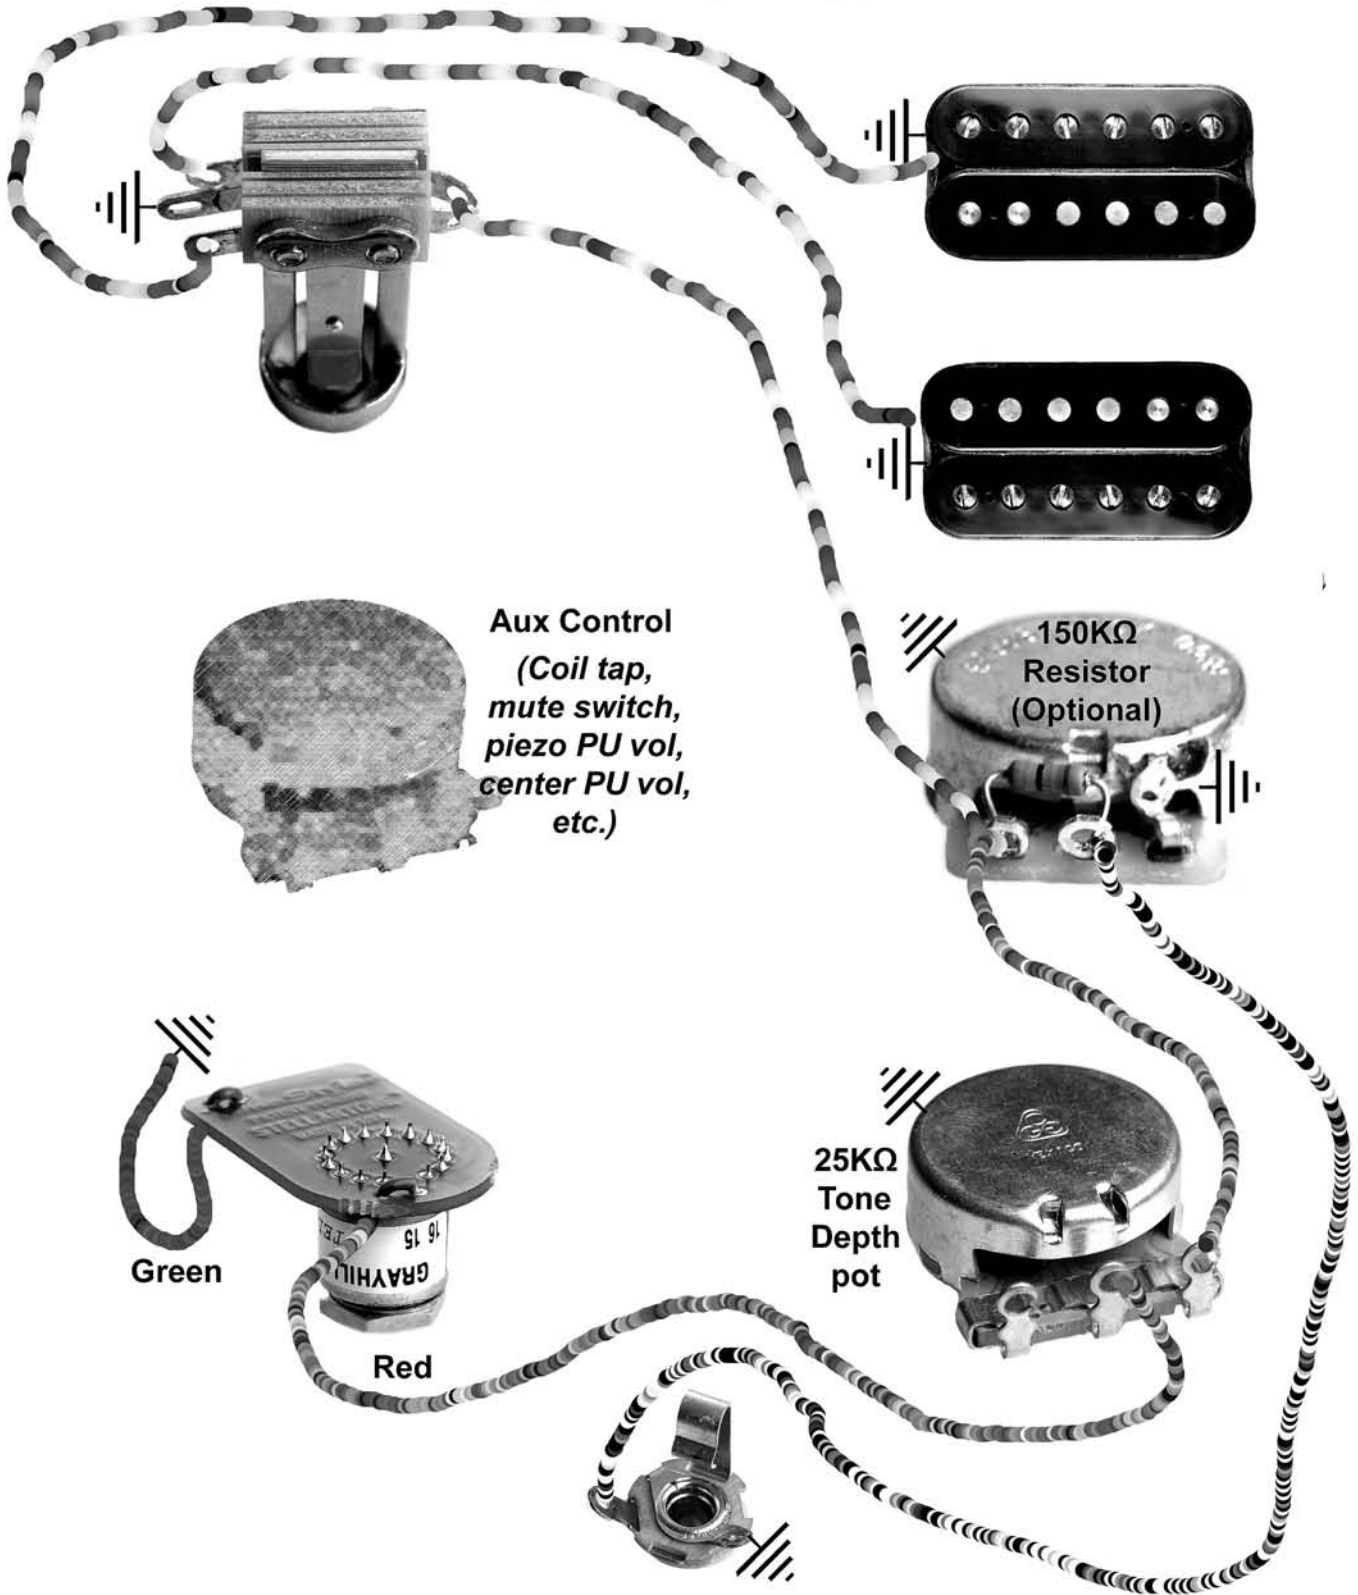 Aux Control
(Coil tap,
mute switch,
piezo PU vol,
center PU vol,
etc.)
150KΩ
Resistor
(Optional)
25KΩ
Tone
Depth
pot
Green
16 15
GRAYHIL
Red